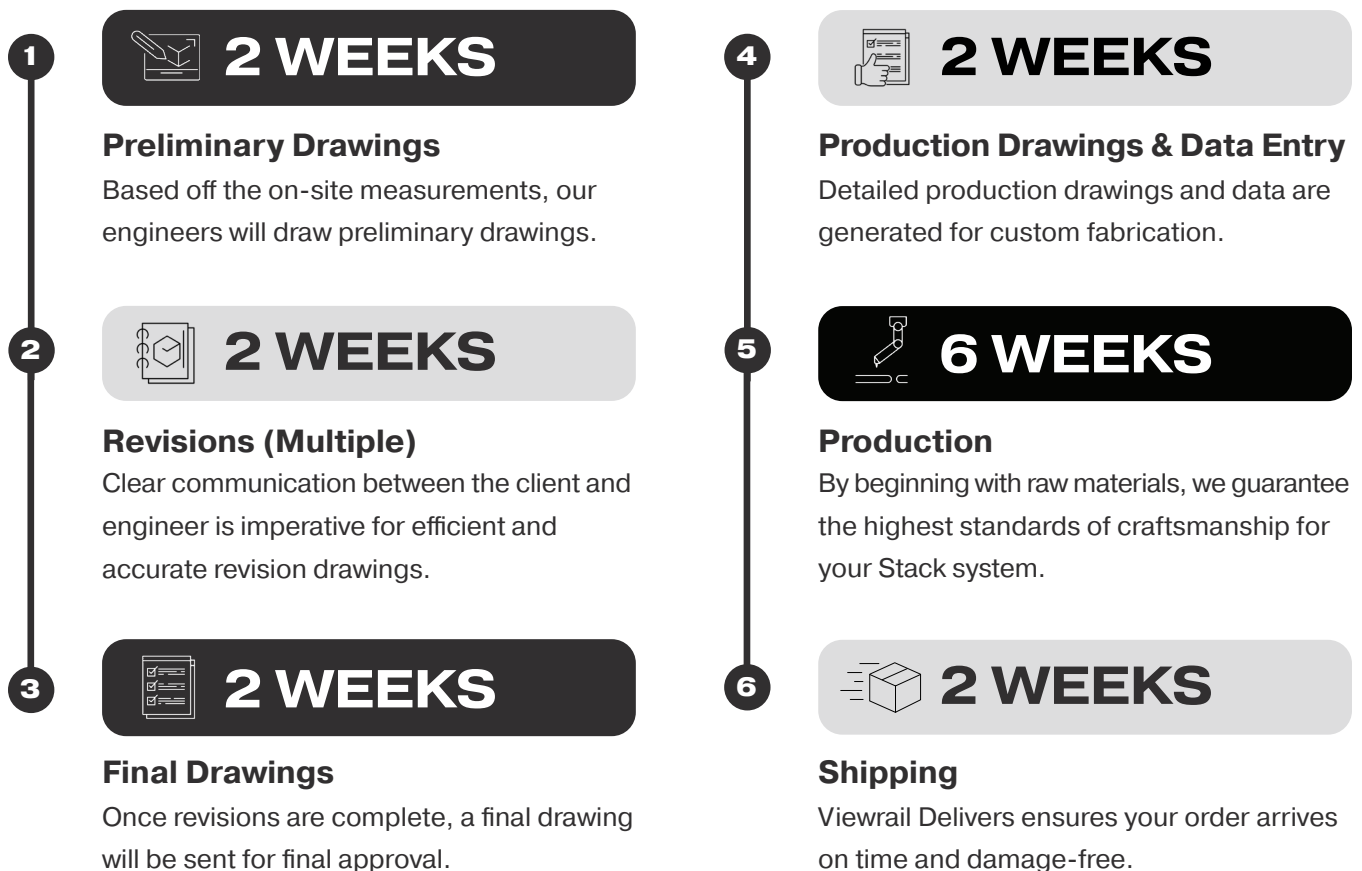 1
2 WEEKS
Preliminary Drawings
Based off the on-site measurements, our
engineers will draw preliminary drawings.
2
2 WEEKS
Revisions (Multiple)
Clear communication between the client and
engineer is imperative for efficient and
accurate revision drawings.
3
2 WEEKS
Final Drawings
Once revisions are complete, a final drawing
will be sent for final approval.
4
2 WEEKS
Production Drawings & Data Entry
Detailed production drawings and data are
generated for custom fabrication.
5
6 WEEKS
Production
By beginning with raw materials, we guarantee
the highest standards of craftsmanship for
your Stack system.
6
2 WEEKS
Shipping
Viewrail Delivers ensures your order arrives
on time and damage-free.